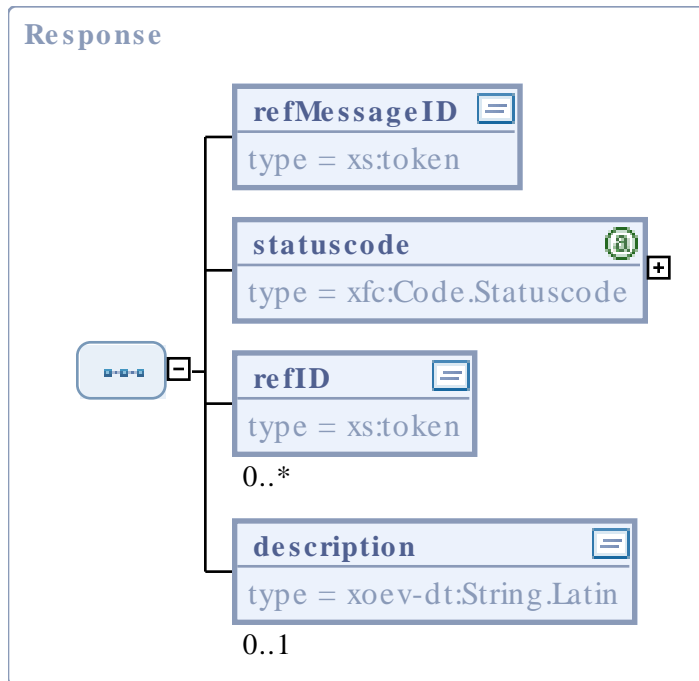 Response
refMessageID
type = xs:token
statuscode
type = xfc:Code.Statuscode
refID
type = xs:token
0..*
description
type = xoev-dt:String.Latin
0..1